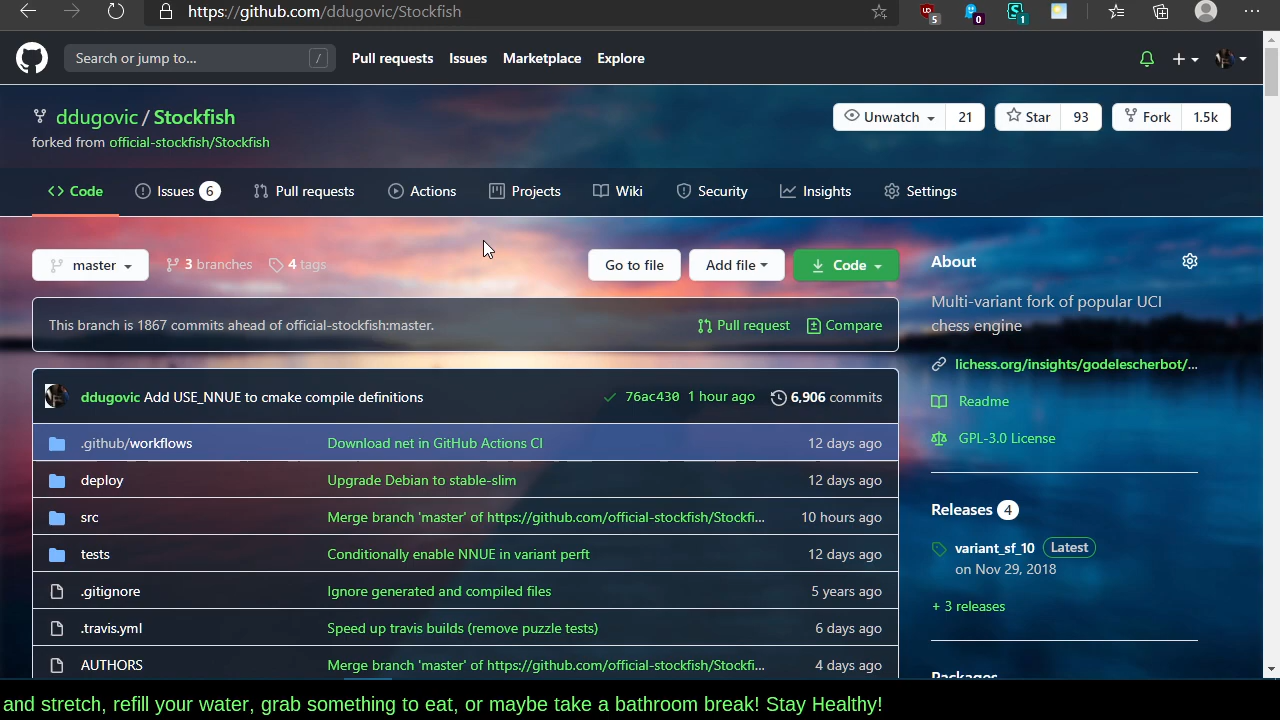 https://github.com/ddugovic/Stockfish
5
0
1
Search or jump to...
/
Pull requests
Issues
Marketplace
Explore
ddugovic / Stockfish
forked from official-stockfish/Stockfish
Unwatch 21
Star 93
Fork 1.5k
Code
Issues 6
Pull requests
Actions
Projects
Wiki
Security
Insights
Settings
master
3 branches
4 tags
Go to file
Add file
Code
This branch is 1867 commits ahead of official-stockfish:master.
Pull request
Compare
ddugovic Add USE_NNUE to cmake compile definitions
76ac430 1 hour ago
6,906 commits
.github/workflows Download net in GitHub Actions CI 12 days ago
deploy Upgrade Debian to stable-slim 12 days ago
src Merge branch 'master' of https://github.com/official-stockfish/Stockfi... 10 hours ago
tests Conditionally enable NNUE in variant perft 12 days ago
.gitignore Ignore generated and compiled files 5 years ago
.travis.yml Speed up travis builds (remove puzzle tests) 6 days ago
AUTHORS Merge branch 'master' of https://github.com/official-stockfish/Stockfi... 4 days ago
About
Multi-variant fork of popular UCI
chess engine
lichess.org/insights/godelescherbot/...
Readme
GPL-3.0 License
Releases 4
variant_sf_10 Latest
on Nov 29, 2018
+ 3 releases
Packages
and stretch, refill your water, grab something to eat, or maybe take a bathroom break! Stay Healthy!